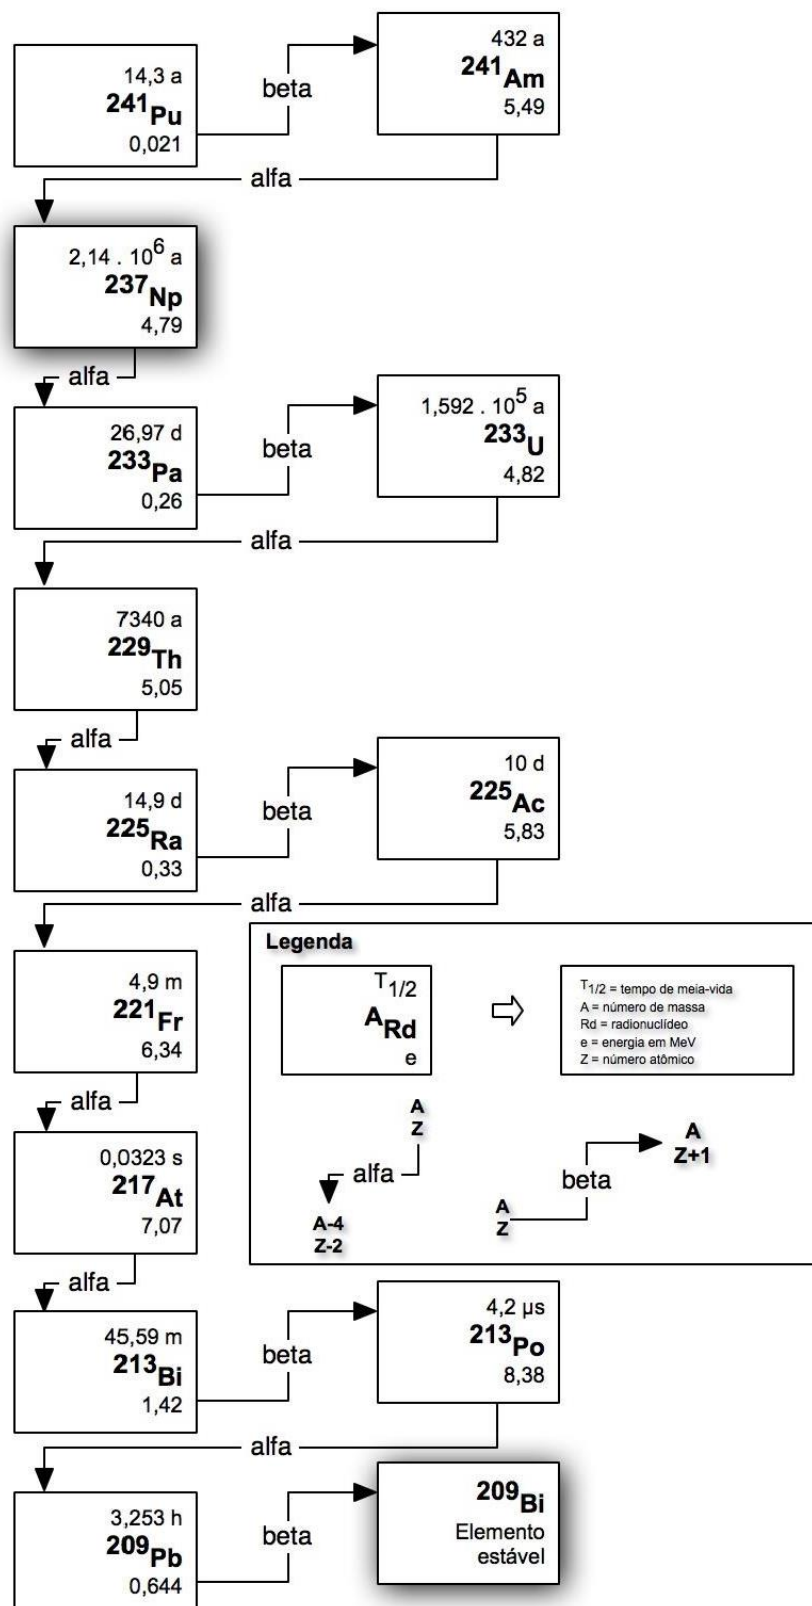 14,3 a
241Pu
0,021
beta
432 a
241Am
5,49
alfa
2,14 . 10^6 a
237Np
4,79
alfa
26,97 d
233Pa
0,26
beta
1,592 . 10^5 a
233U
4,82
alfa
7340 a
229Th
5,05
alfa
14,9 d
225Ra
0,33
beta
10 d
225Ac
5,83
alfa
4,9 m
221Fr
6,34
alfa
0,0323 s
217At
7,07
alfa
45,59 m
213Bi
1,42
beta
4,2 µs
213Po
8,38
alfa
3,253 h
209Pb
0,644
beta
209Bi
Elemento
estável
Legenda
T1/2
ARd
e
T1/2 = tempo de meia-vida
A = número de massa
Rd = radionuclídeo
e = energia em MeV
Z = número atômico
A
Z
alfa
A-4
Z-2
A
Z
beta
A
Z+1